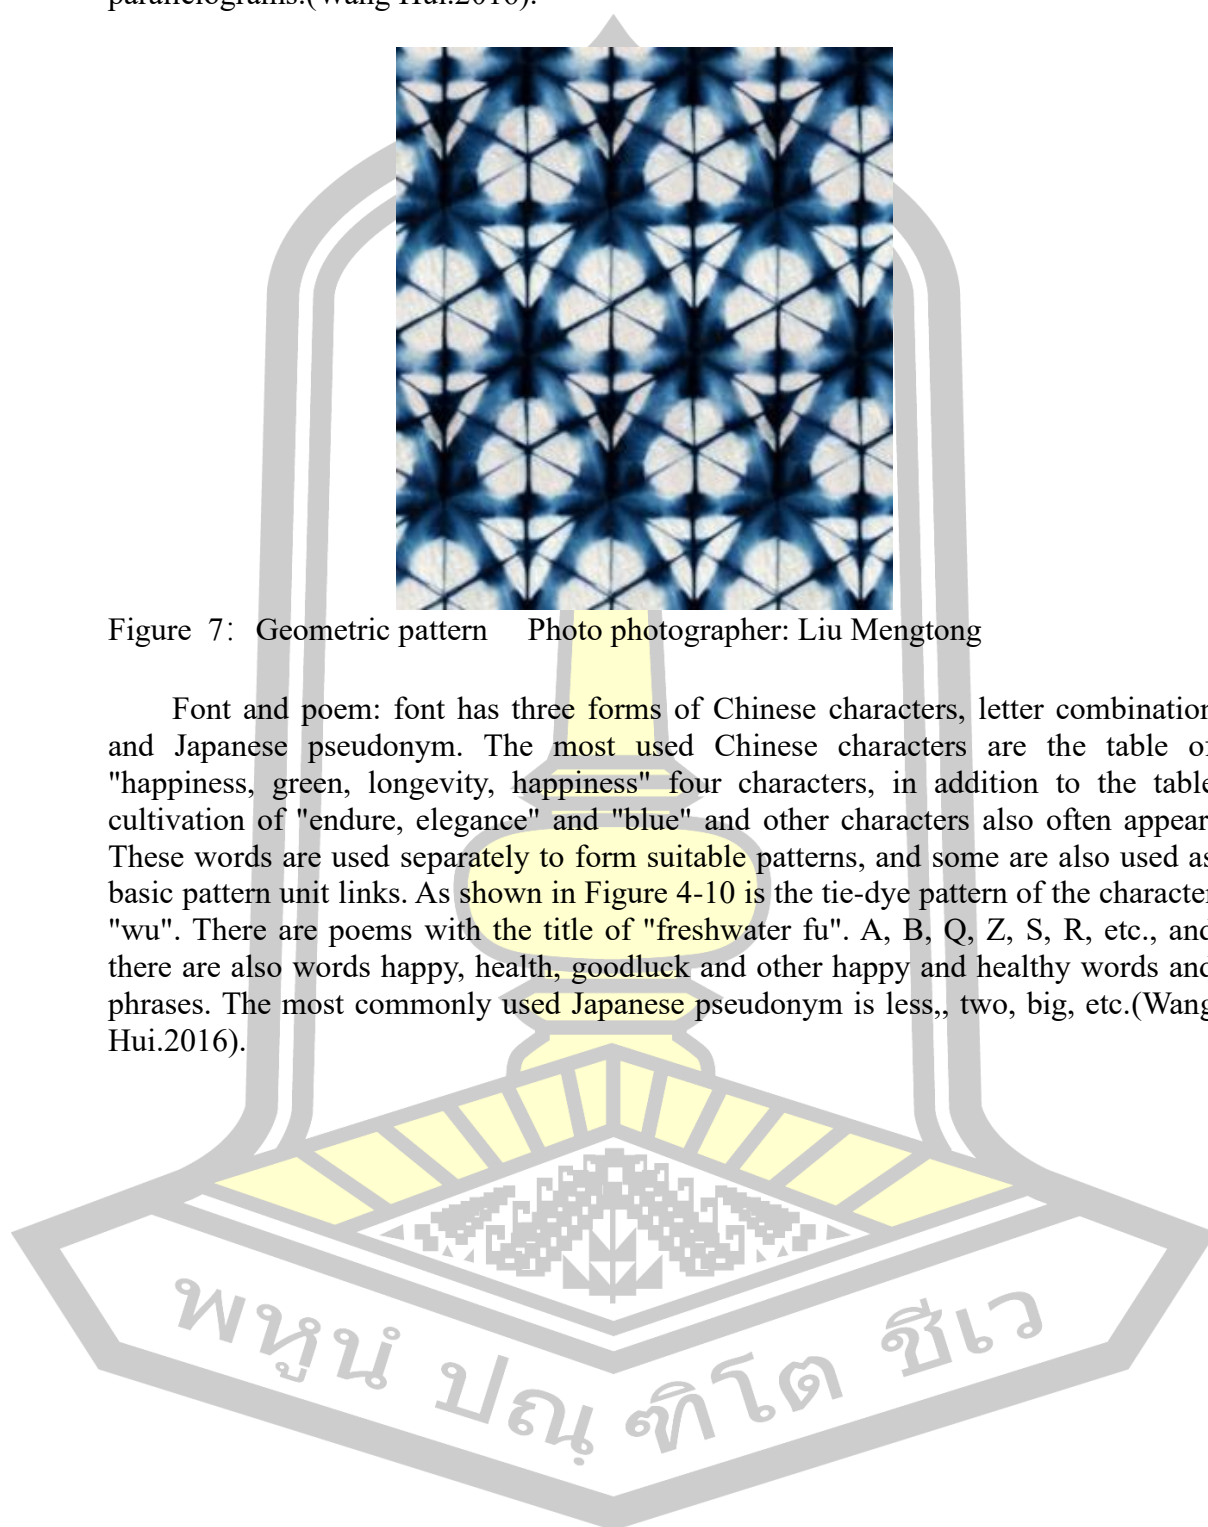 parallelograms.(Wang Hui.2016).
Figure 7： Geometric pattern Photo photographer: Liu Mengtong
Font and poem: font has three forms of Chinese characters, letter combination
and Japanese pseudonym. The most used Chinese characters are the table of
"happiness, green, longevity, happiness" four characters, in addition to the table
cultivation of "endure, elegance" and "blue" and other characters also often appear
These words are used separately to form suitable patterns, and some are also used as
basic pattern unit links. As shown in Figure 4-10 is the tie-dye pattern of the character
"wu". There are poems with the title of "freshwater fu". A, B, Q, Z, S, R, etc., and
there are also words happy, health, goodluck and other happy and healthy words and
phrases. The most commonly used Japanese pseudonym is less,, two, big, etc.(Wang
Hui.2016).
พหูนํ ปณฺฑิโต ชีเว